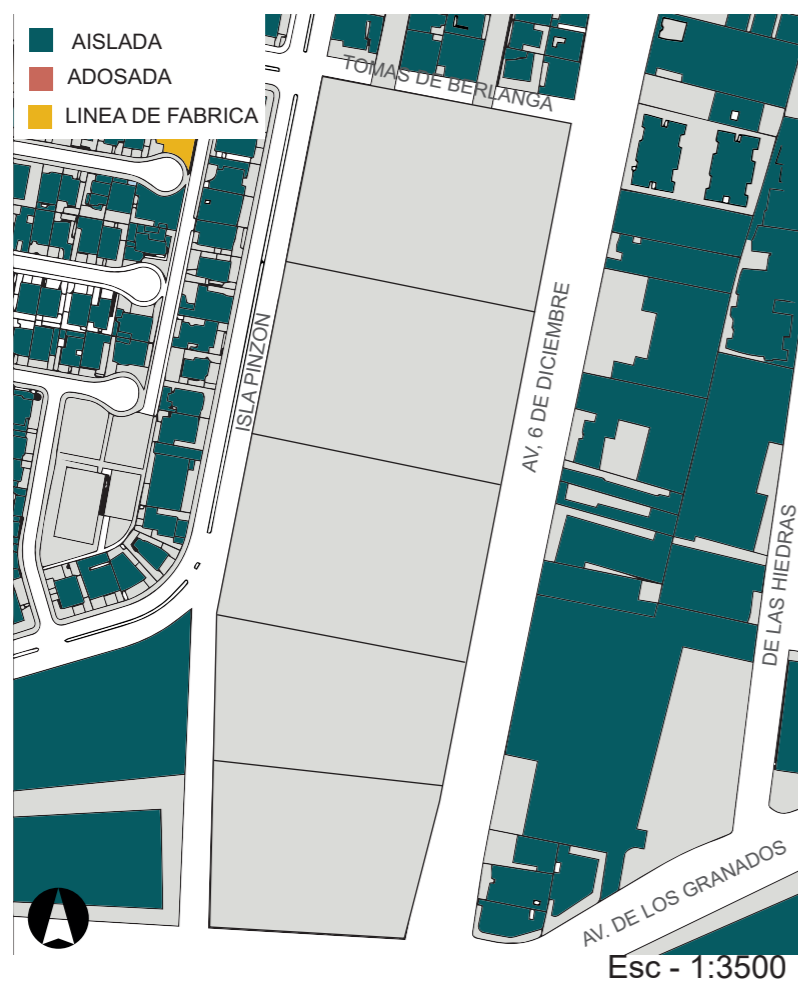 AISLADA
ADOSADA
LINEA DE FABRICA
TOMAS DE BERLANGA
ISLA PINZON
AV, 6 DE DICIEMBRE
DE LAS HIEDRAS
AV. DE LOS GRANADOS
Esc - 1:3500